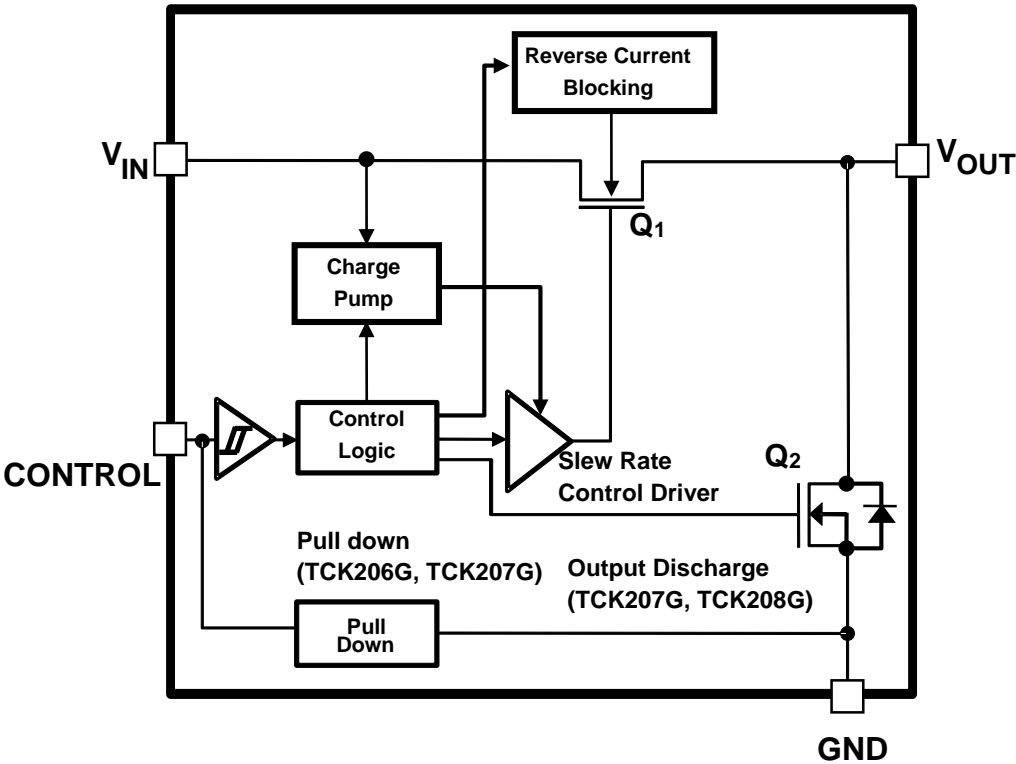 Reverse Current
Blocking
VIN
VOUT
Q1
Charge
Pump
Control
Logic
CONTROL
Slew Rate
Control Driver
Q2
Pull down
(TCK206G, TCK207G)
Output Discharge
(TCK207G, TCK208G)
Pull
Down
GND